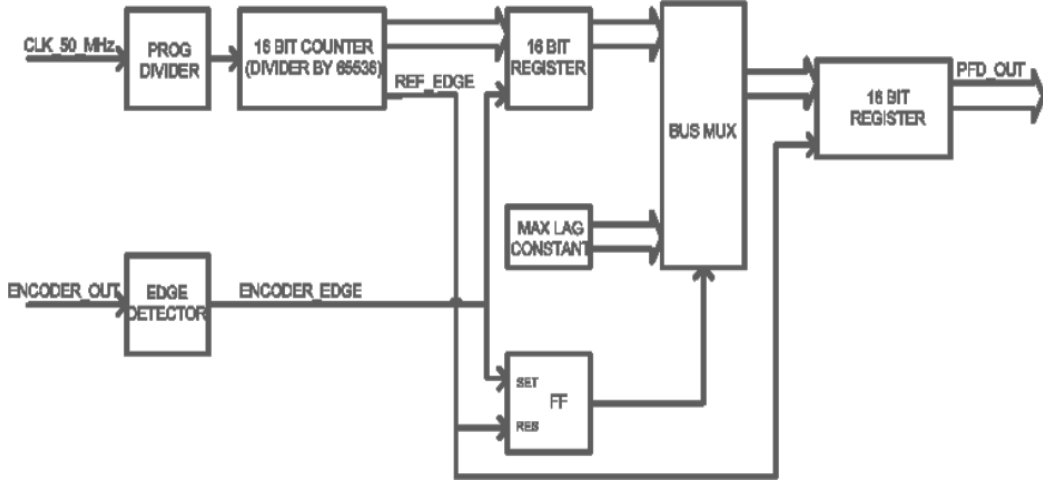 CLK_50_MHz
PROG
DIVIDER
16 BIT COUNTER
(DIVIDER BY 65536)
REF_EDGE
16 BIT
REGISTER
BUS MUX
16 BIT
REGISTER
PFD_OUT
MAX LAG
CONSTANT
ENCODER_OUT
EDGE
DETECTOR
ENCODER_EDGE
SET
FF
RES